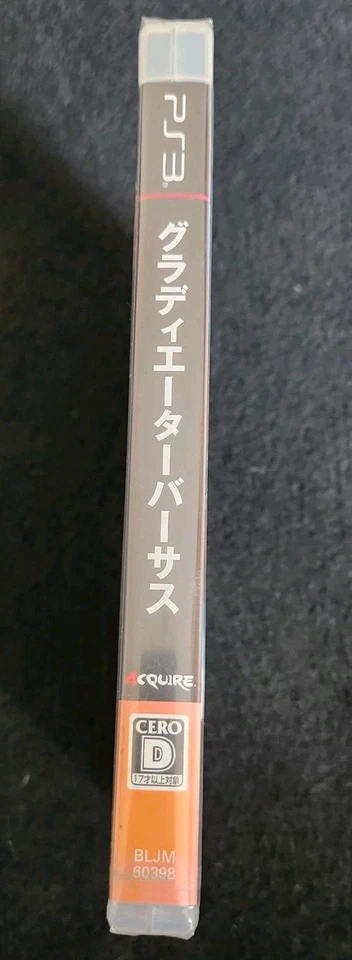 PS3
グラディエーターバーサス
ACQUIRE
CERO
D
17才以上対象
BLJM
60398